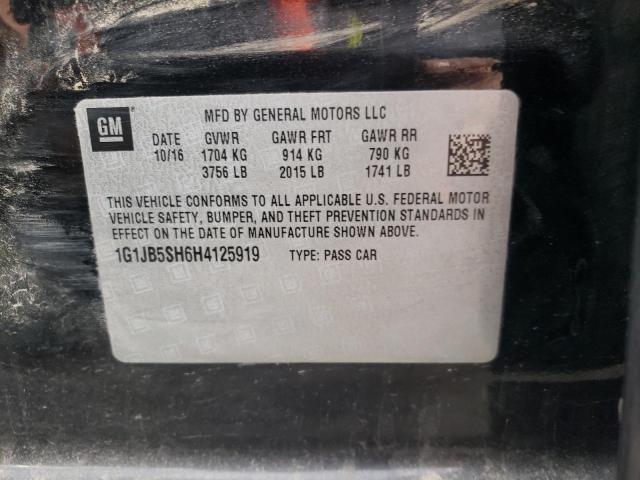 GM
MFD BY GENERAL MOTORS LLC
DATE GVWR GAWR FRT GAWR RR
10/16 1704 KG 914 KG 790 KG
3756 LB 2015 LB 1741 LB
THIS VEHICLE CONFORMS TO ALL APPLICABLE U.S. FEDERAL MOTOR
VEHICLE SAFETY, BUMPER, AND THEFT PREVENTION STANDARDS IN
EFFECT ON THE DATE OF MANUFACTURE SHOWN ABOVE.
1G1JB5SH6H4125919 TYPE: PASS CAR